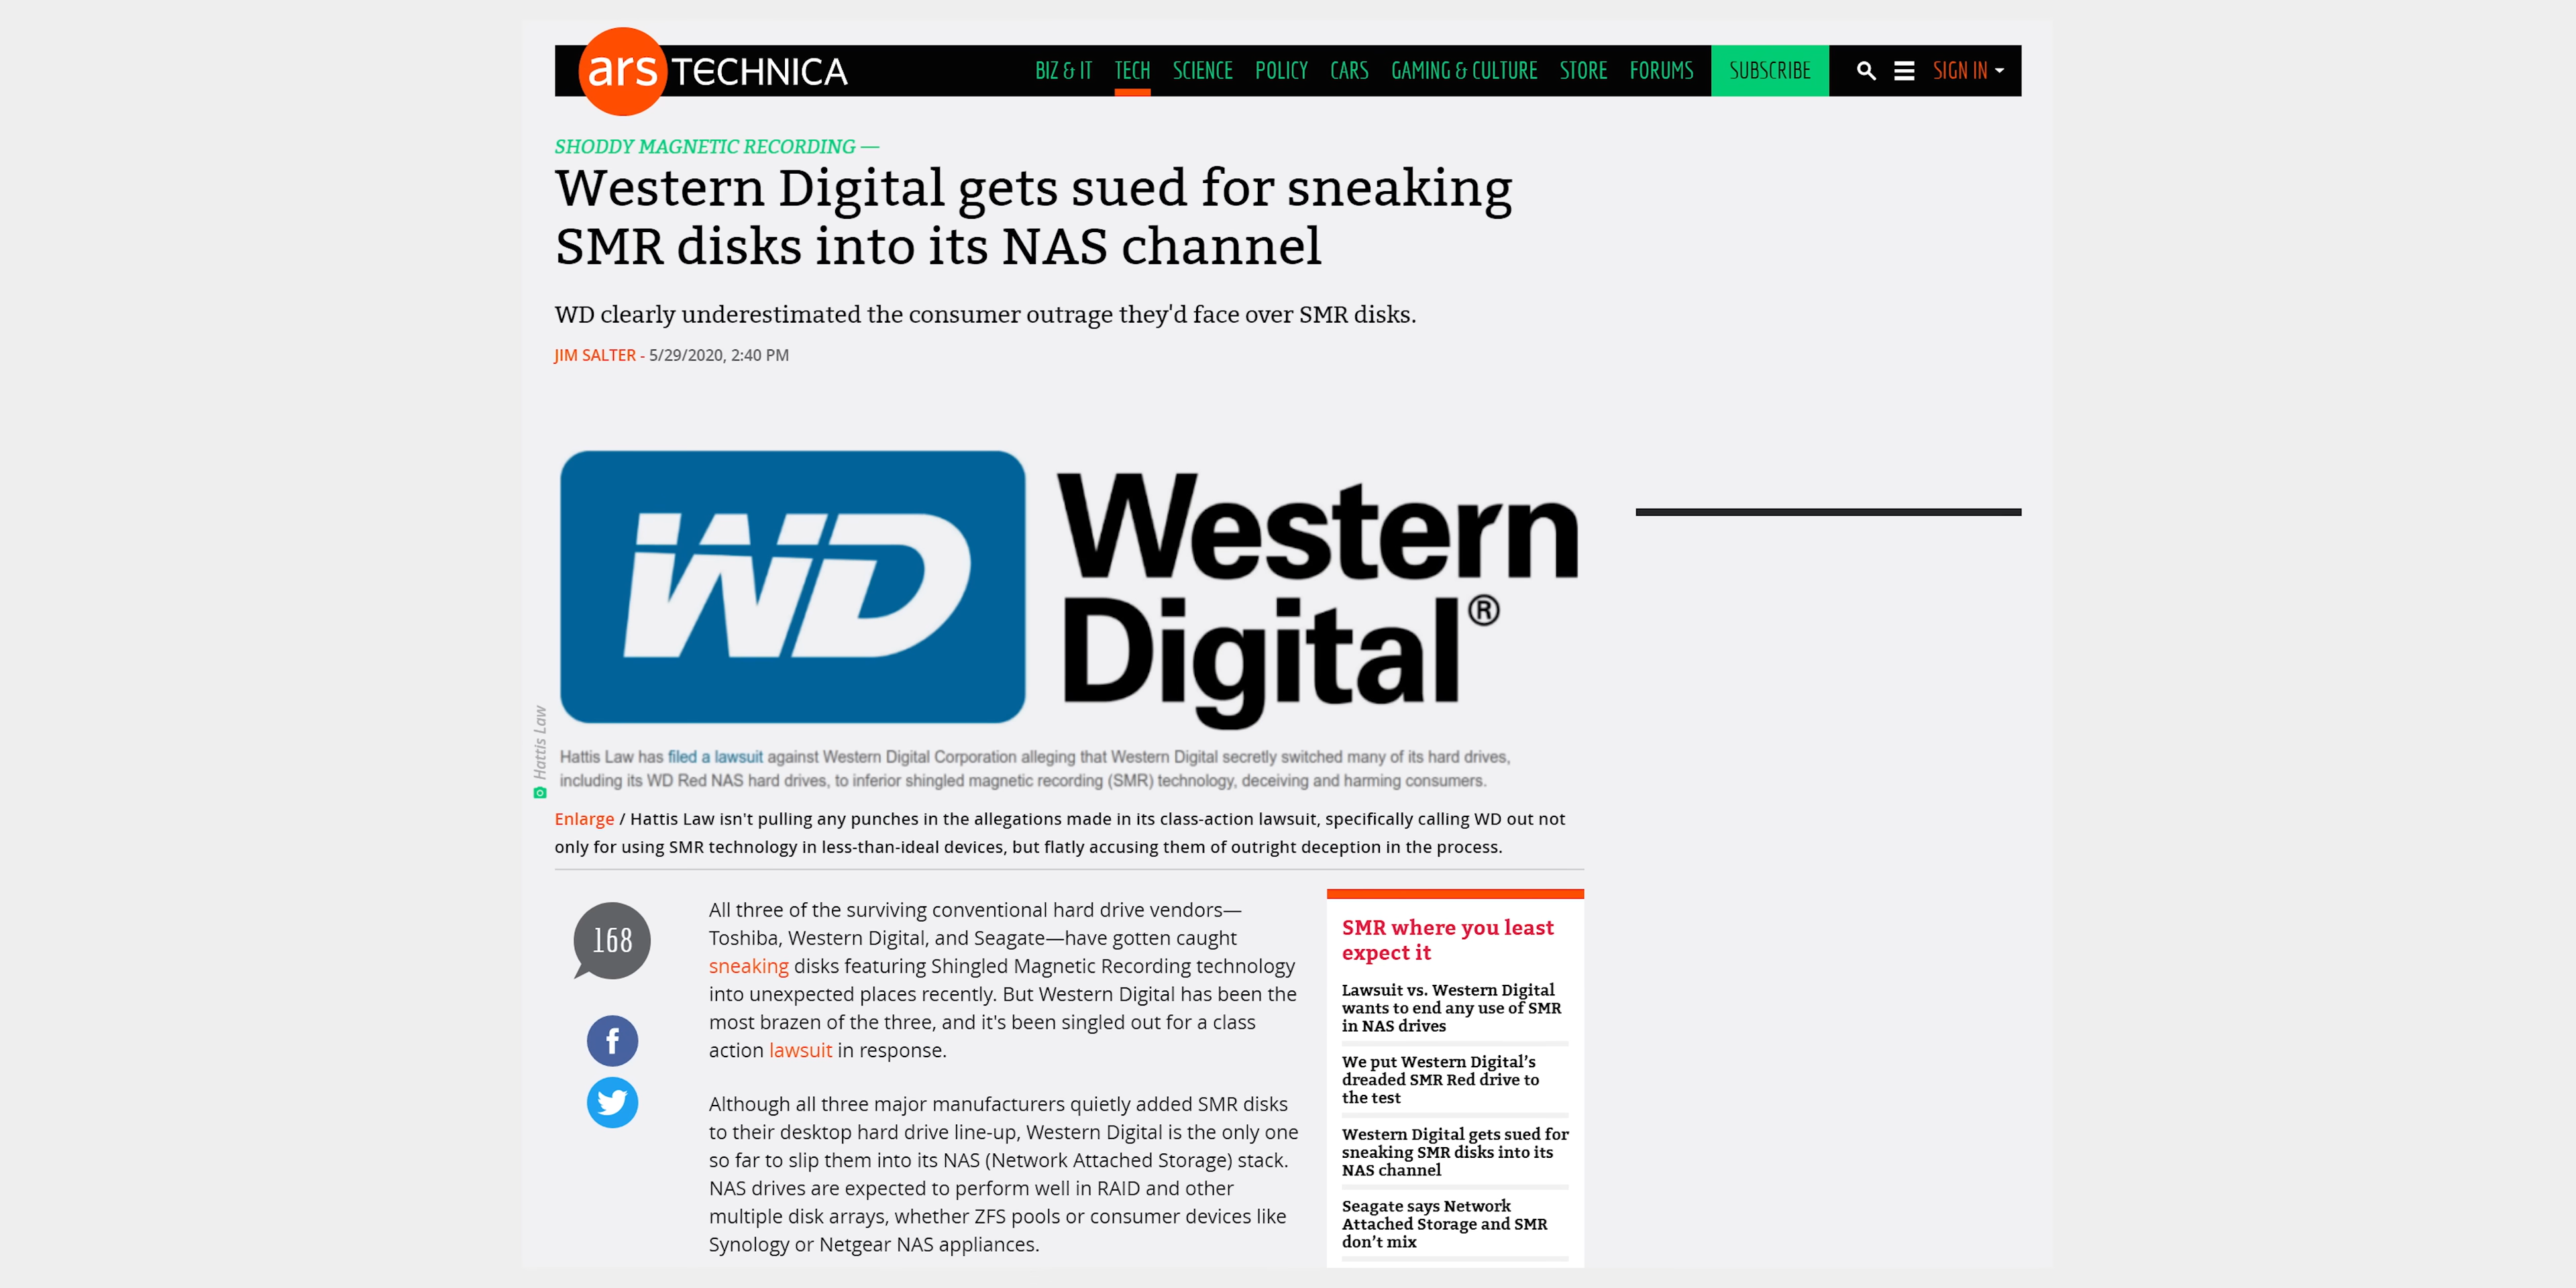 ars TECHNICA
BIZ & IT TECH SCIENCE POLICY CARS GAMING & CULTURE STORE FORUMS SUBSCRIBE SIGN IN
SHODDY MAGNETIC RECORDING —
Western Digital gets sued for sneaking
SMR disks into its NAS channel
WD clearly underestimated the consumer outrage they'd face over SMR disks.
JIM SALTER - 5/29/2020, 2:40 PM
WD Western
Digital®
Hattis Law
Hattis Law has filed a lawsuit against Western Digital Corporation alleging that Western Digital secretly switched many of its hard drives,
including its WD Red NAS hard drives, to inferior shingled magnetic recording (SMR) technology, deceiving and harming consumers.
Enlarge / Hattis Law isn't pulling any punches in the allegations made in its class-action lawsuit, specifically calling WD out not
only for using SMR technology in less-than-ideal devices, but flatly accusing them of outright deception in the process.
168
All three of the surviving conventional hard drive vendors—
Toshiba, Western Digital, and Seagate—have gotten caught
sneaking disks featuring Shingled Magnetic Recording technology
into unexpected places recently. But Western Digital has been the
most brazen of the three, and it's been singled out for a class
action lawsuit in response.
Although all three major manufacturers quietly added SMR disks
to their desktop hard drive line-up, Western Digital is the only one
so far to slip them into its NAS (Network Attached Storage) stack.
NAS drives are expected to perform well in RAID and other
multiple disk arrays, whether ZFS pools or consumer devices like
Synology or Netgear NAS appliances.
SMR where you least
expect it
Lawsuit vs. Western Digital
wants to end any use of SMR
in NAS drives
We put Western Digital’s
dreaded SMR Red drive to
the test
Western Digital gets sued for
sneaking SMR disks into its
NAS channel
Seagate says Network
Attached Storage and SMR
don’t mix